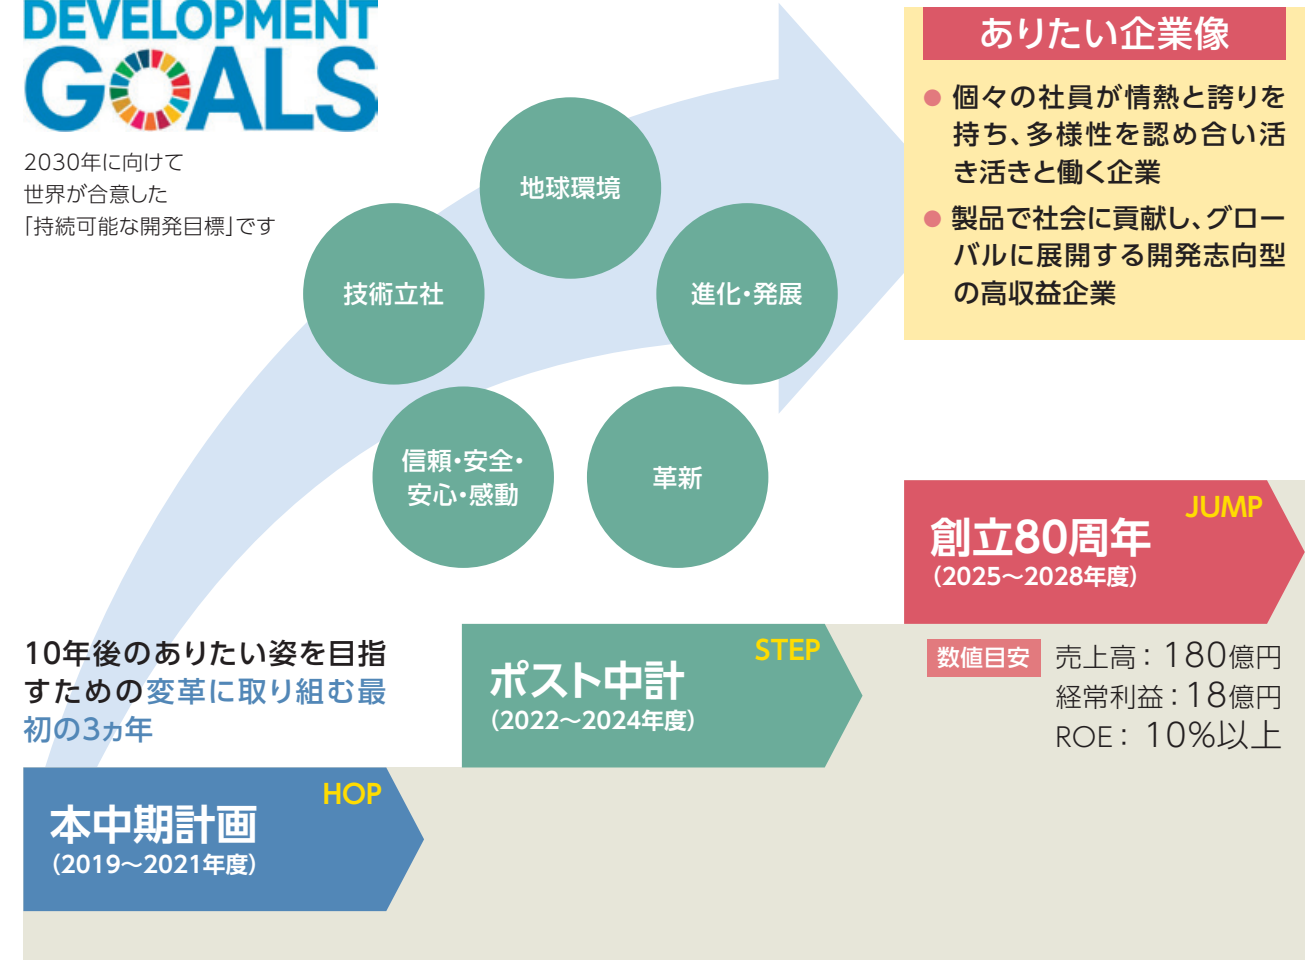 DEVELOPMENT
GOALS
2030年に向けて
世界が合意した
「持続可能な開発目標」です
地球環境
技術立社
進化・発展
信頼・安全・
安心・感動
革新
ありたい企業像
● 個々の社員が情熱と誇りを
持ち、多様性を認め合い活
き活きと働く企業
● 製品で社会に貢献し、グロー
バルに展開する開発志向型
の高収益企業
JUMP
創立80周年
（2025～2028年度）
数値目安 売上高：180億円
経常利益：18億円
ROE：10%以上
STEP
ポスト中計
（2022～2024年度）
10年後のありたい姿を目指
すための変革に取り組む最
初の3ヵ年
HOP
本中期計画
（2019～2021年度）